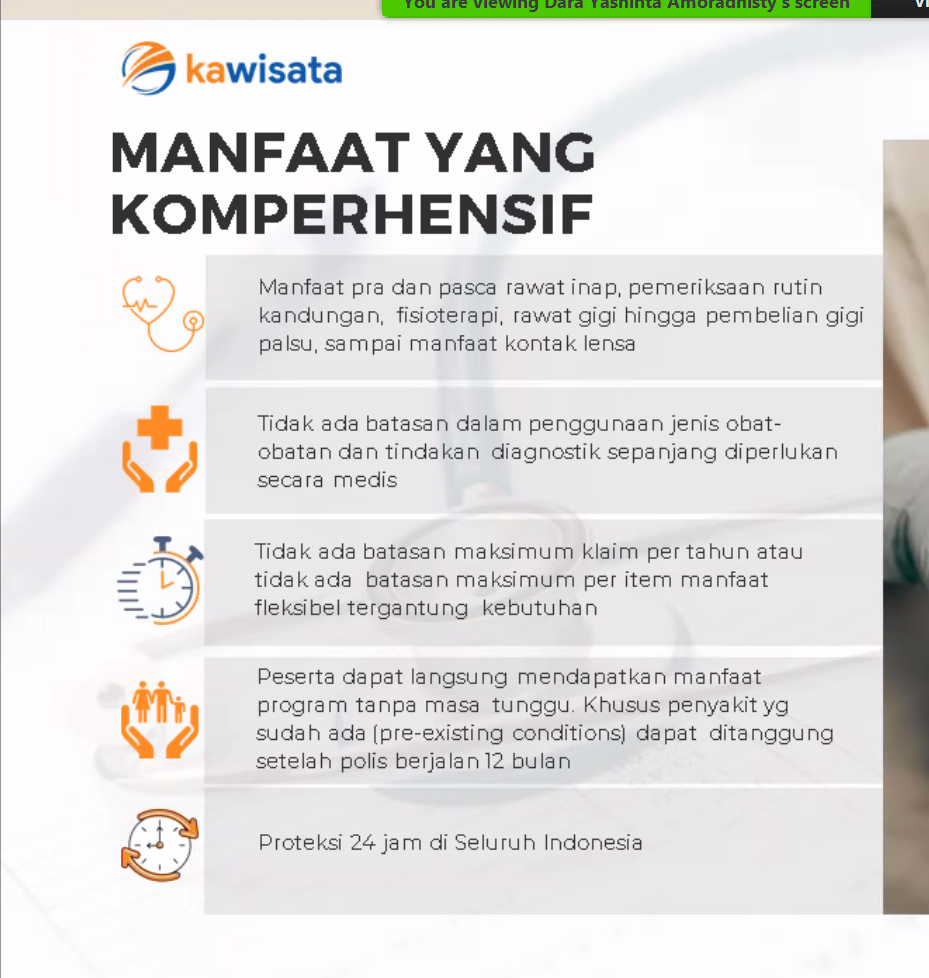 You are viewing Dara Yashinta Amoradnisty's screen
kawisata
MANFAAT YANG
KOMPERHENSIF
Manfaat pra dan pasca rawat inap, pemeriksaan rutin
kandungan, fisioterapi, rawat gigi hingga pembelian gigi
palsu, sampai manfaat kontak lensa
Tidak ada batasan dalam penggunaan jenis obat-
obatan dan tindakan diagnostik sepanjang diperlukan
secara medis
Tidak ada batasan maksimum klaim per tahun atau
tidak ada batasan maksimum per item manfaat
fleksibel tergantung kebutuhan
Peserta dapat langsung mendapatkan manfaat
program tanpa masa tunggu. Khusus penyakit yg
sudah ada (pre-existing conditions) dapat ditanggung
setelah polis berjalan 12 bulan
Proteksi 24 jam di Seluruh Indonesia